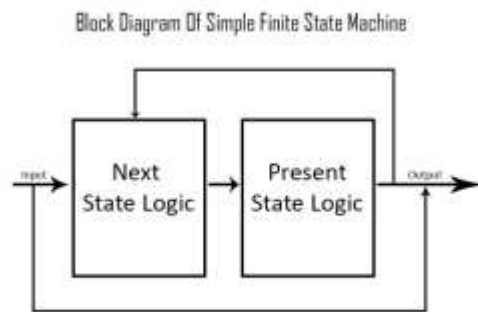 Block Diagram Of Simple Finite State Machine
Input
Next
State Logic
Present
State Logic
Output